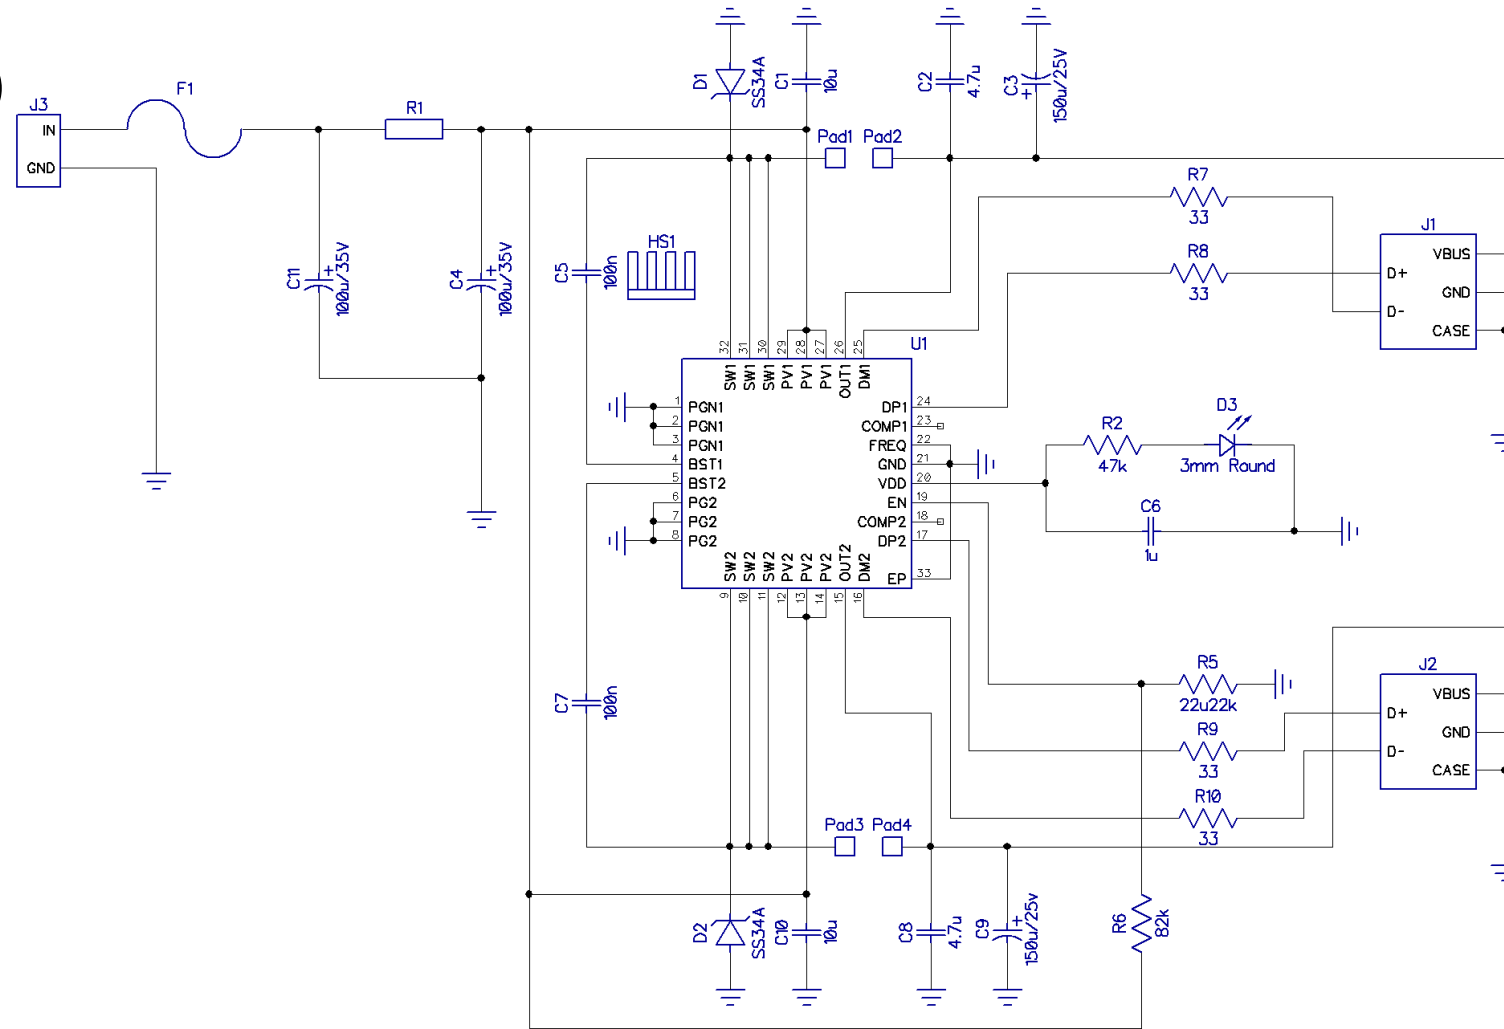 J3
IN
GND
F1
R1
C11
100u/35V
C4
100u/35V
D1
SS34A
C1
10u
C2
4.7u
C3
150u/25V
Pad1 Pad2
C5
100n
HS1
R7
33
R8
33
J1
VBUS
D+
GND
D-
CASE
U1
32 31 30 29 28 27 26 25
SW1 SW1 SW1 PV1 PV1 PV1 OUT1 DM1
1 PGN1
2 PGN1
3 PGN1
4 BST1
5 BST2
6 PG2
7 PG2
8 PG2
DP1 24
COMP1 23
FREQ 22
GND 21
VDD 20
EN 19
COMP2 18
DP2 17
EP 33
SW2 SW2 SW2 PV2 PV2 PV2 OUT2 DM2
9 10 11 12 13 14 15 16
R2
47k
D3
3mm Round
C6
1u
C7
100n
R5
22u22k
R9
33
R10
33
J2
VBUS
D+
GND
D-
CASE
Pad3 Pad4
D2
SS34A
C10
10u
C8
4.7u
C9
150u/25v
R6
82k